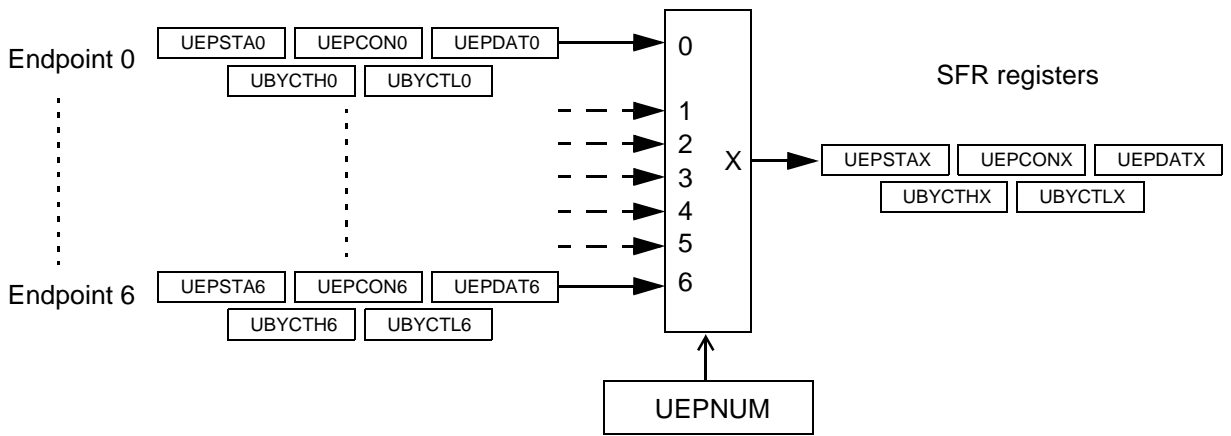 Endpoint 0
UEPSTA0 UEPCON0 UEPDAT0
UBYCTH0 UBYCTL0
0
1
2
3
4
5
6
X
SFR registers
UEPSTAX UEPCONX UEPDATX
UBYCTHX UBYCTLX
Endpoint 6
UEPSTA6 UEPCON6 UEPDAT6
UBYCTH6 UBYCTL6
UEPNUM